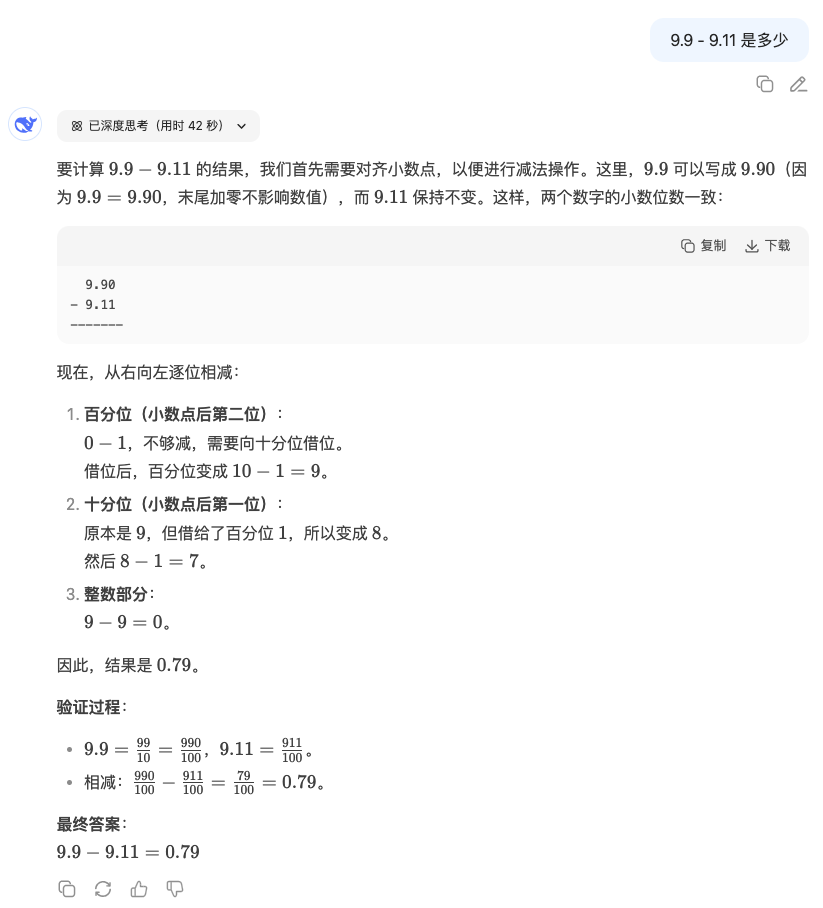 9.9 - 9.11 是多少
已深度思考（用时 42 秒）
要计算 9.9 − 9.11 的结果，我们首先需要对齐小数点，以便进行减法操作。这里，9.9 可以写成 9.90（因
为 9.9 = 9.90，末尾加零不影响数值），而 9.11 保持不变。这样，两个数字的小数位数一致：
复制 下载
9.90
- 9.11
-------
现在，从右向左逐位相减：
1. 百分位（小数点后第二位）：
0 − 1，不够减，需要向十分位借位。
借位后，百分位变成 10 − 1 = 9。
2. 十分位（小数点后第一位）：
原本是 9，但借给了百分位 1，所以变成 8。
然后 8 − 1 = 7。
3. 整数部分：
9 − 9 = 0。
因此，结果是 0.79。
验证过程：
• 9.9 = 99/10 = 990/100，9.11 = 911/100。
• 相减：990/100 − 911/100 = 79/100 = 0.79。
最终答案：
9.9 − 9.11 = 0.79